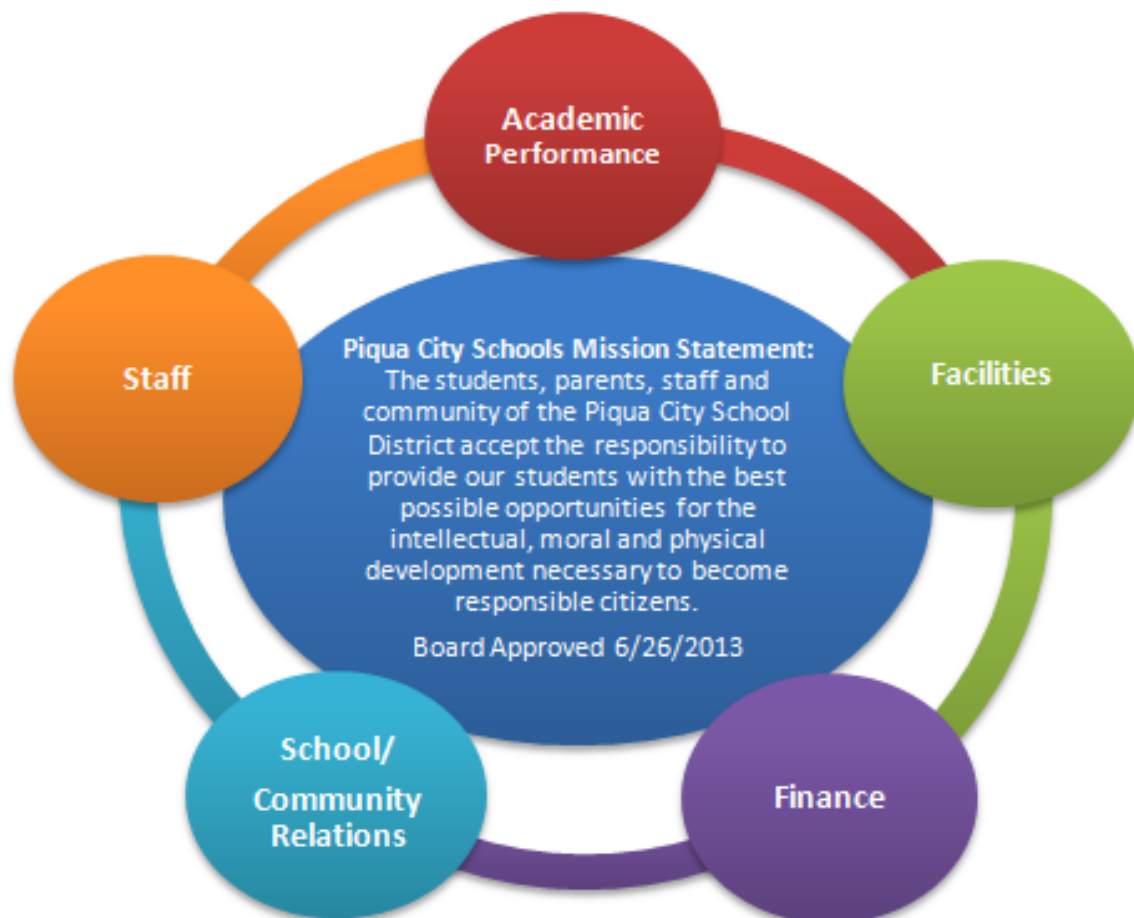 Academic
Performance
Staff
Facilities
Piqua City Schools Mission Statement:
The students, parents, staff and
community of the Piqua City School
District accept the responsibility to
provide our students with the best
possible opportunities for the
intellectual, moral and physical
development necessary to become
responsible citizens.
Board Approved 6/26/2013
School/
Community
Relations
Finance